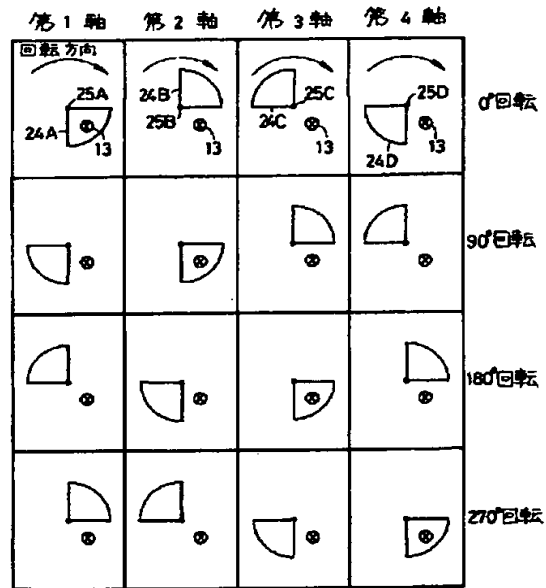 第1軸 第2軸 第3軸 第4軸
回転方向
25A 24B 25C 25D
24A 13 25B 13 24C 13 24D 13
0°回転
90°回転
180°回転
270°回転